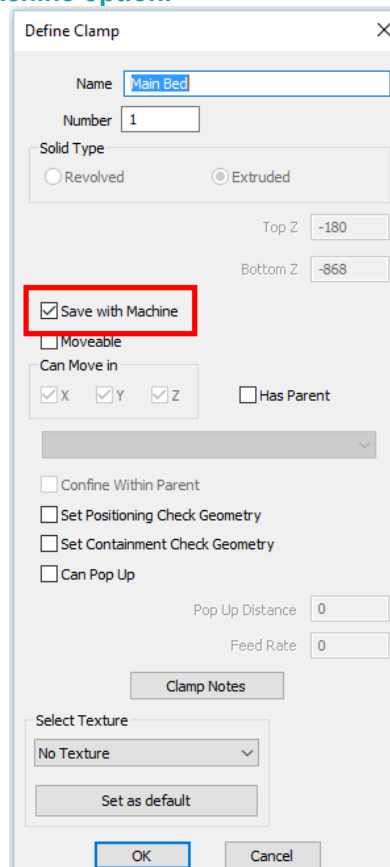 Define Clamp
Name Main Bed
Number 1
Solid Type
Revolved Extruded
Top Z -180
Bottom Z -868
Save with Machine
Moveable
Can Move in
X Y Z Has Parent
Confine Within Parent
Set Positioning Check Geometry
Set Containment Check Geometry
Can Pop Up
Pop Up Distance 0
Feed Rate 0
Clamp Notes
Select Texture
No Texture
Set as default
OK Cancel